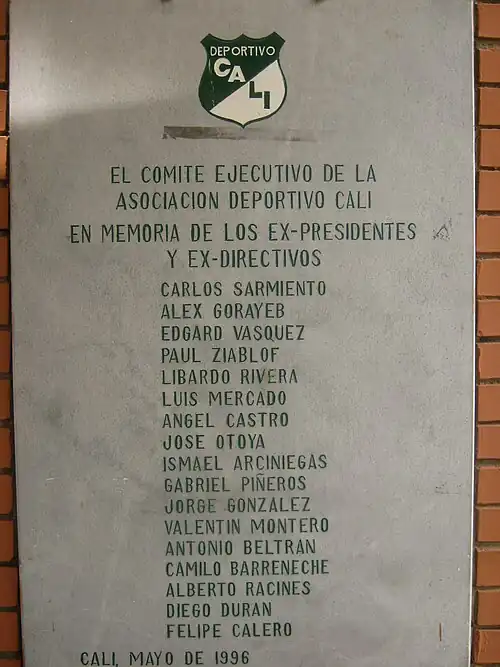 DEPORTIVO
CALI
EL COMITE EJECUTIVO DE LA
ASOCIACION DEPORTIVO CALI
EN MEMORIA DE LOS EX-PRESIDENTES
Y EX-DIRECTIVOS
CARLOS SARMIENTO
ALEX GORAYEB
EDGARD VASQUEZ
PAUL ZIABLOF
LIBARDO RIVERA
LUIS MERCADO
ANGEL CASTRO
JOSE OTOYA
ISMAEL ARCINIEGAS
GABRIEL PIÑEROS
JORGE GONZALEZ
VALENTIN MONTERO
ANTONIO BELTRAN
CAMILO BARRENECHE
ALBERTO RACINES
DIEGO DURAN
FELIPE CALERO
CALI, MAYO DE 1996